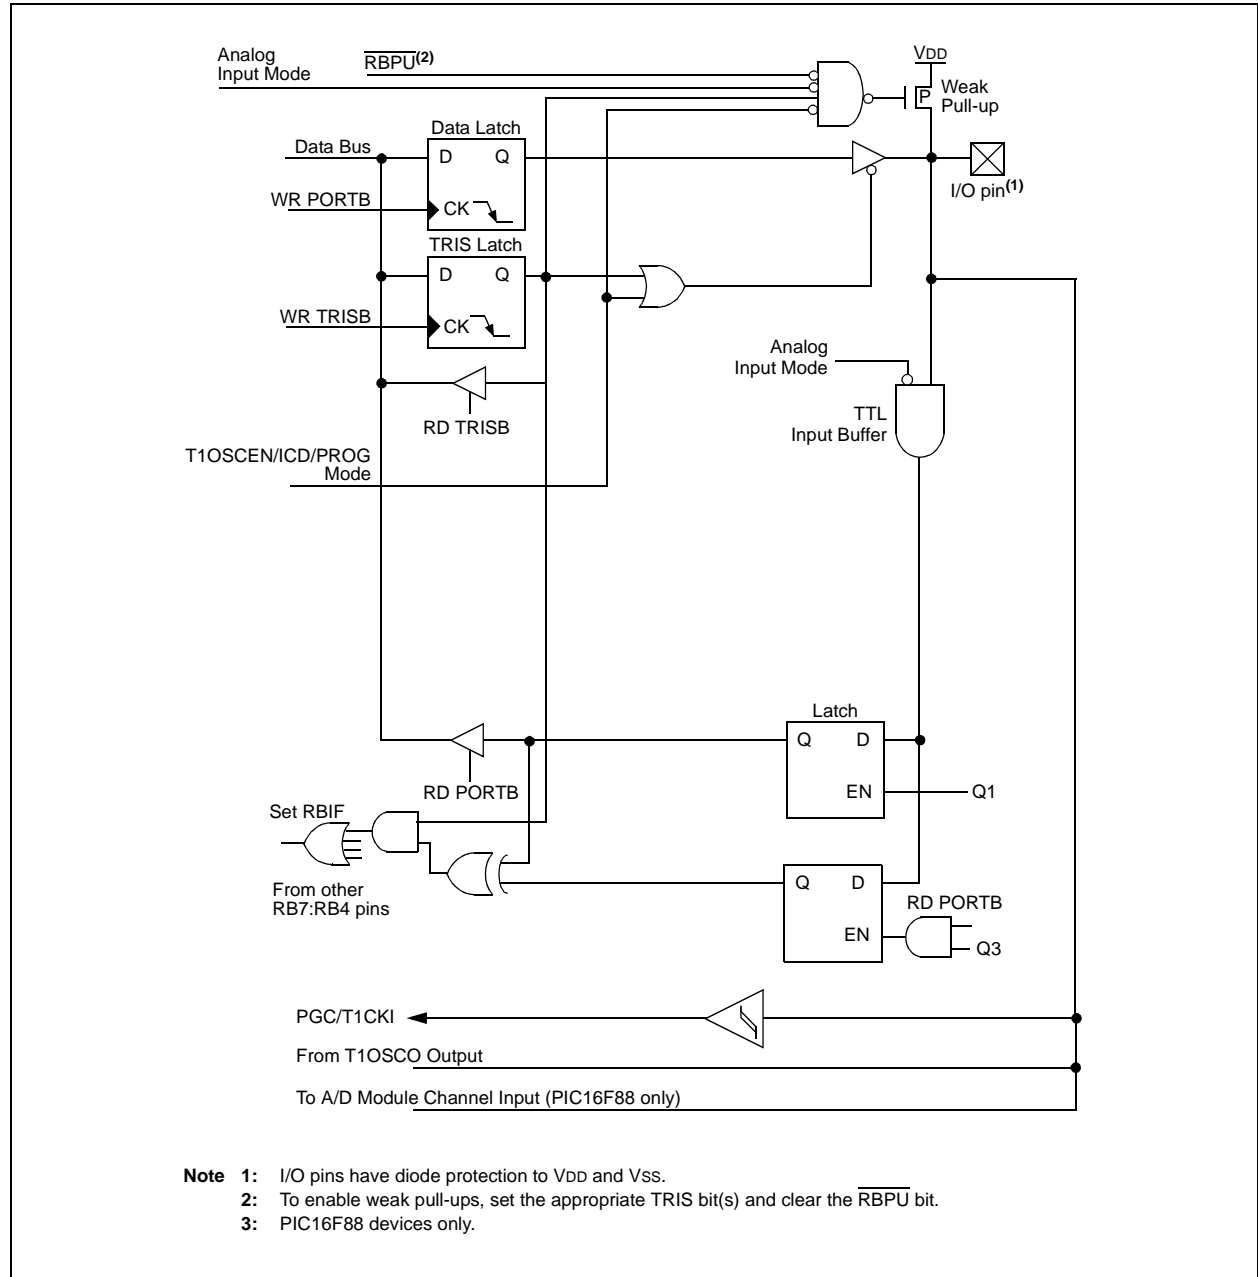 Analog
Input Mode
RBPU(2)
VDD
P
Weak
Pull-up
Data Latch
Data Bus
D Q
I/O pin(1)
WR PORTB
CK
TRIS Latch
D Q
WR TRISB
CK
Analog
Input Mode
RD TRISB
TTL
Input Buffer
T1OSCEN/ICD/PROG
Mode
Latch
Q D
RD PORTB
EN
Q1
Set RBIF
Q D
From other
RB7:RB4 pins
RD PORTB
EN
Q3
PGC/T1CKI
From T1OSCO Output
To A/D Module Channel Input (PIC16F88 only)
Note 1: I/O pins have diode protection to VDD and VSS.
2: To enable weak pull-ups, set the appropriate TRIS bit(s) and clear the RBPU bit.
3: PIC16F88 devices only.